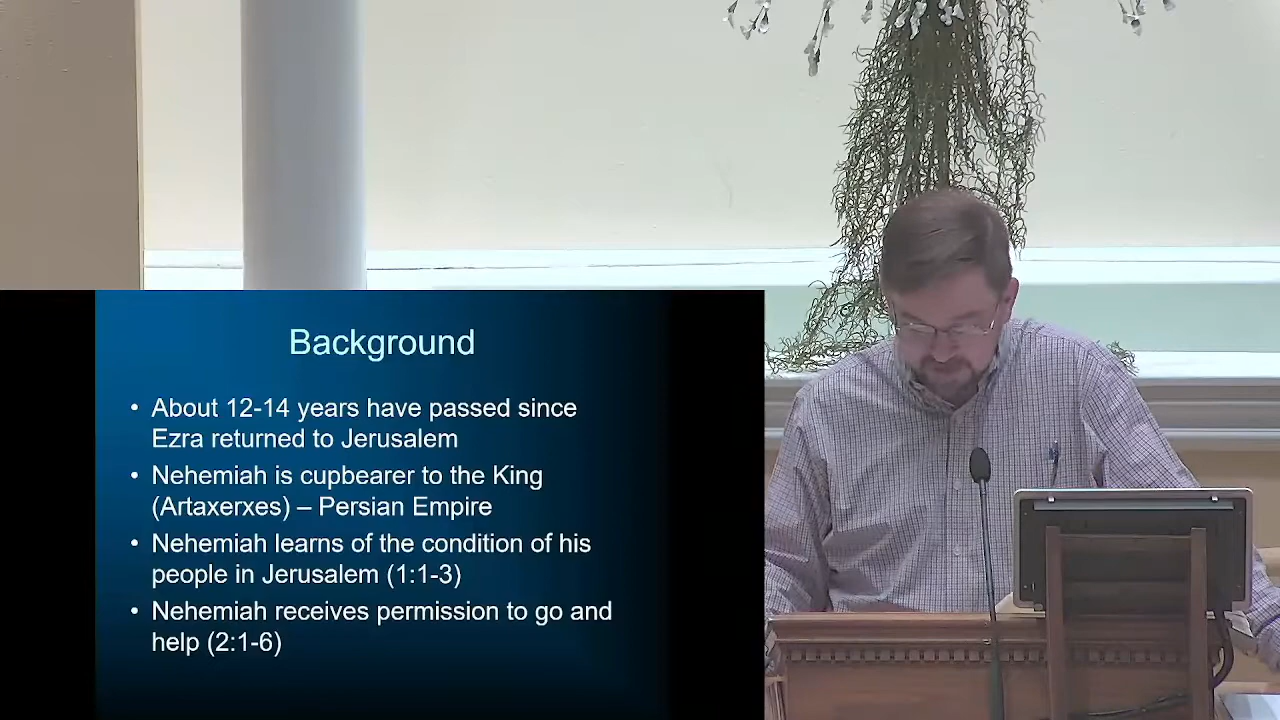 Background
• About 12-14 years have passed since
Ezra returned to Jerusalem
• Nehemiah is cupbearer to the King
(Artaxerxes) – Persian Empire
• Nehemiah learns of the condition of his
people in Jerusalem (1:1-3)
• Nehemiah receives permission to go and
help (2:1-6)